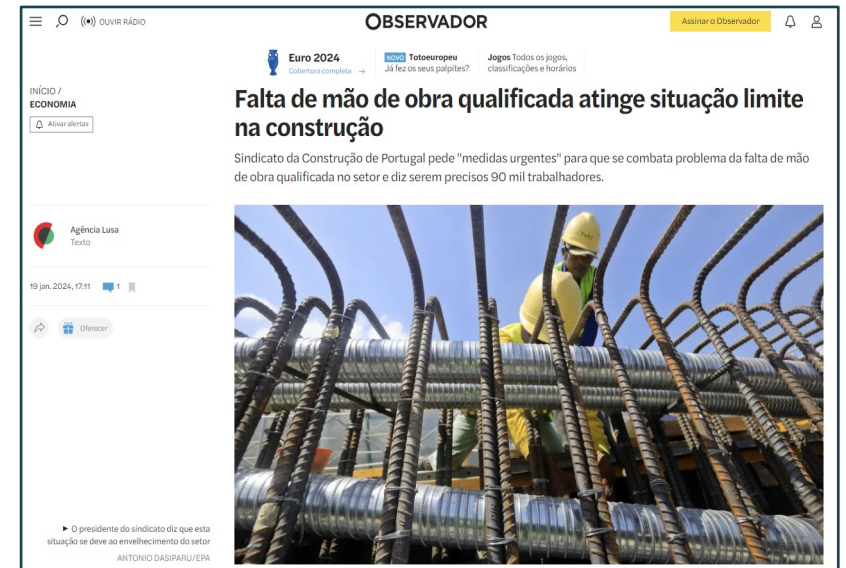 OUVIR RÁDIO
OBSERVADOR
Assinar o Observador
Euro 2024
Cobertura completa →
NOVO Totoeuropeu
Já fez os seus palpites?
Jogos Todos os jogos,
classificações e horários
INÍCIO /
ECONOMIA
Ativar alertas
Falta de mão de obra qualificada atinge situação limite
na construção
Sindicato da Construção de Portugal pede "medidas urgentes" para que se combata problema da falta de mão
de obra qualificada no setor e diz serem precisos 90 mil trabalhadores.
Agência Lusa
Texto
19 jan. 2024, 17:11 1
Oferecer
► O presidente do sindicato diz que esta
situação se deve ao envelhecimento do setor
ANTONIO DASIPARU/EPA